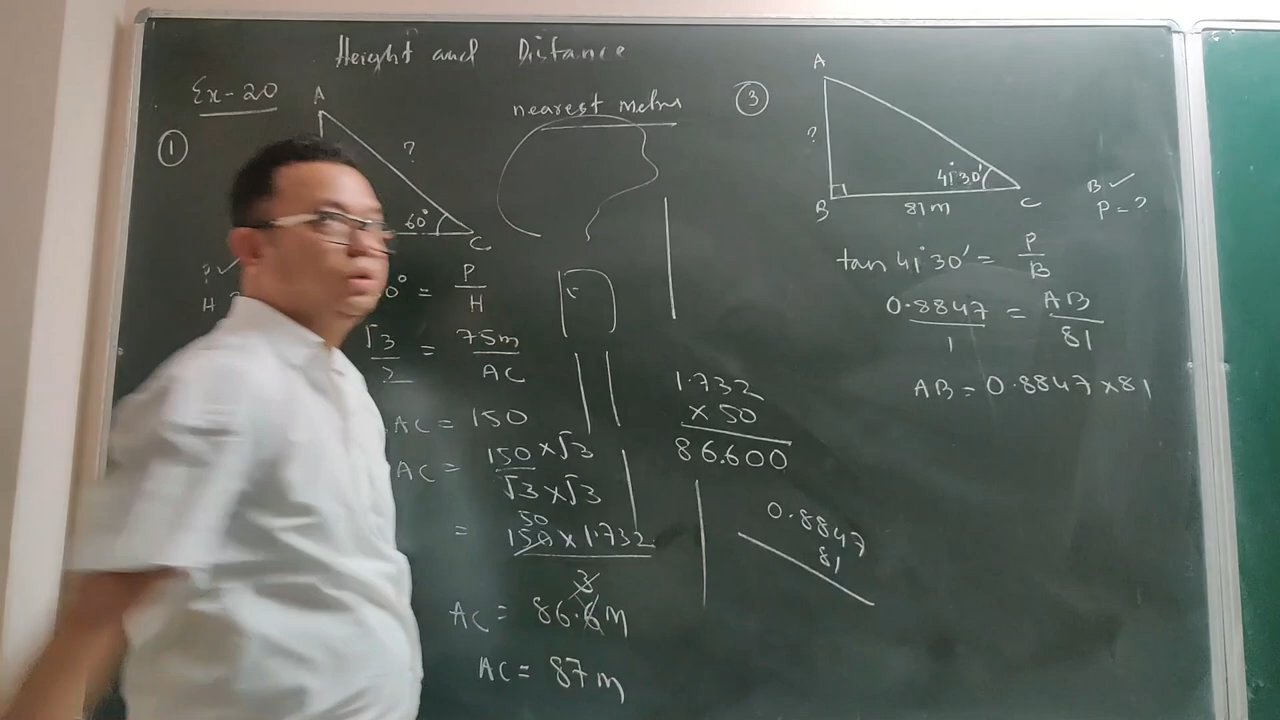 Height and Distance
Ex-20
nearest metre
①
A
?
60°
C
P ✓
H
0° = P/H
√3/2 = 75m/AC
AC = 150
AC = 150 × √3 / √3 × √3
50
= 150 × 1.732
3
AC = 86.6 m
AC = 87 m
1.732
× 50
86.600
0.8847
81
③
A
?
41°30'
B
81 m
C
B ✓
P = ?
tan 41°30' = P/B
0.8847/1 = AB/81
AB = 0.8847 × 81